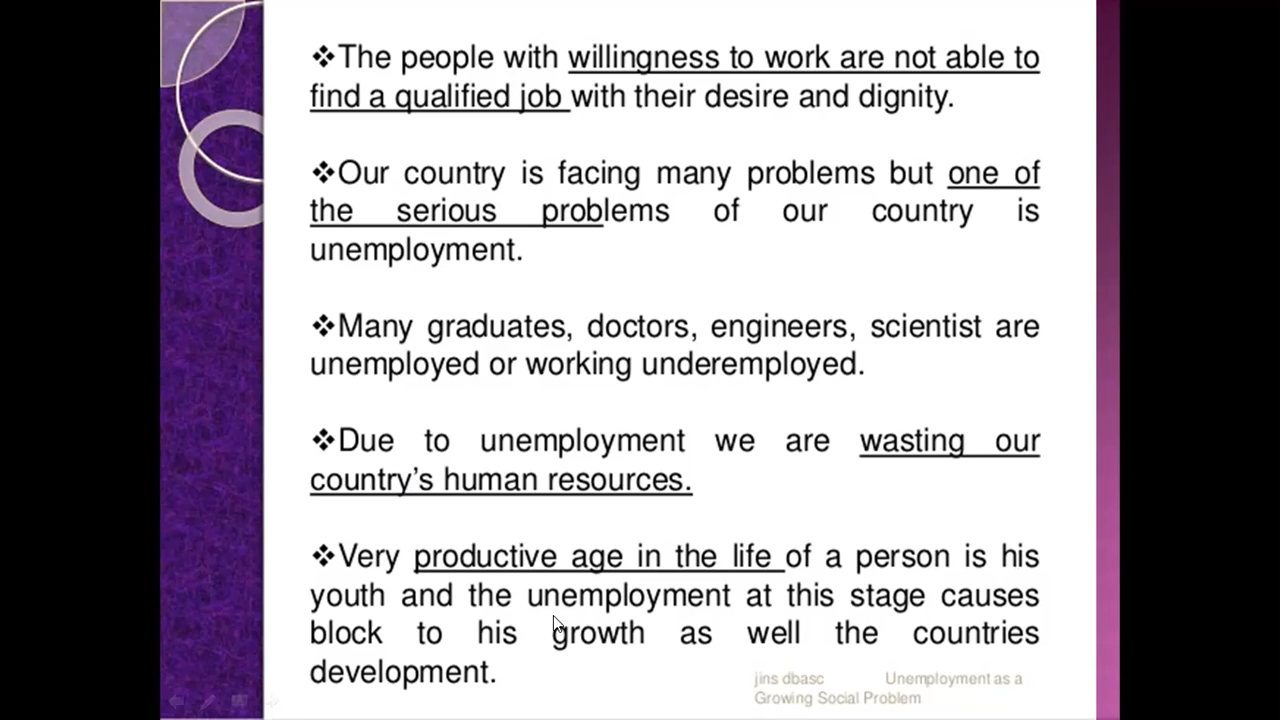 ❖The people with willingness to work are not able to
find a qualified job with their desire and dignity.
❖Our country is facing many problems but one of
the serious problems of our country is
unemployment.
❖Many graduates, doctors, engineers, scientist are
unemployed or working underemployed.
❖Due to unemployment we are wasting our
country's human resources.
❖Very productive age in the life of a person is his
youth and the unemployment at this stage causes
block to his growth as well the countries
development.
jins dbasc Unemployment as a
Growing Social Problem